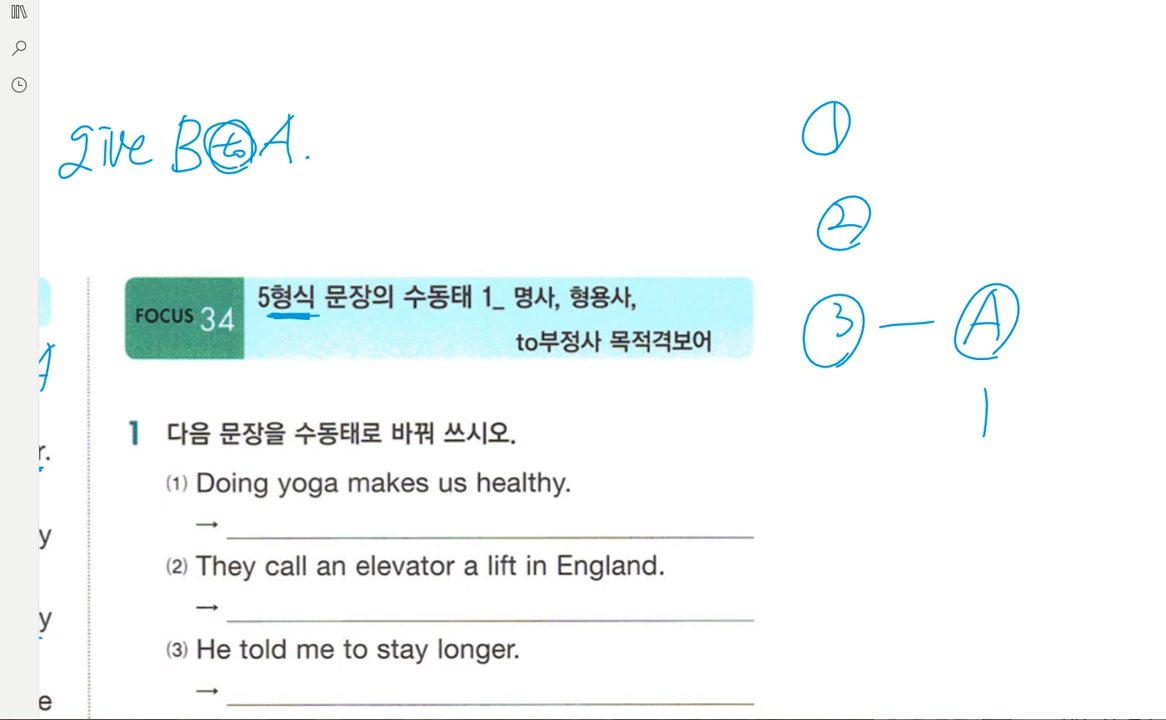 give B to A.
①
②
③ — A
1
FOCUS 34
5형식 문장의 수동태 1_ 명사, 형용사,
to부정사 목적격보어
A
r.
y
y
e
1 다음 문장을 수동태로 바꿔 쓰시오.
(1) Doing yoga makes us healthy.
→
(2) They call an elevator a lift in England.
→
(3) He told me to stay longer.
→